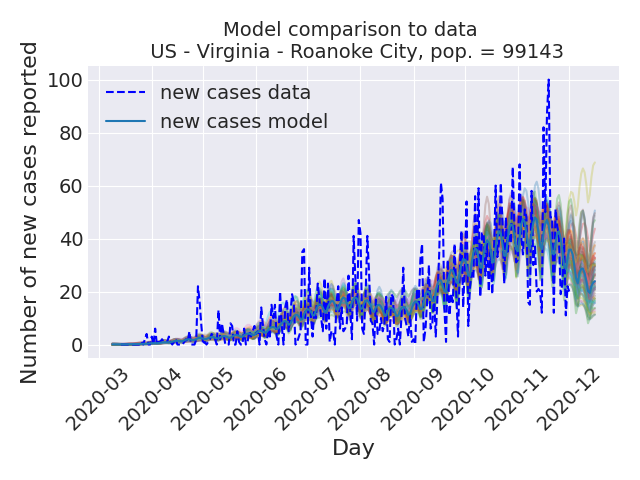 Model comparison to data
US - Virginia - Roanoke City, pop. = 99143
Number of new cases reported
100
80
60
40
20
0
new cases data
new cases model
2020-03
2020-04
2020-05
2020-06
2020-07
2020-08
2020-09
2020-10
2020-11
2020-12
Day